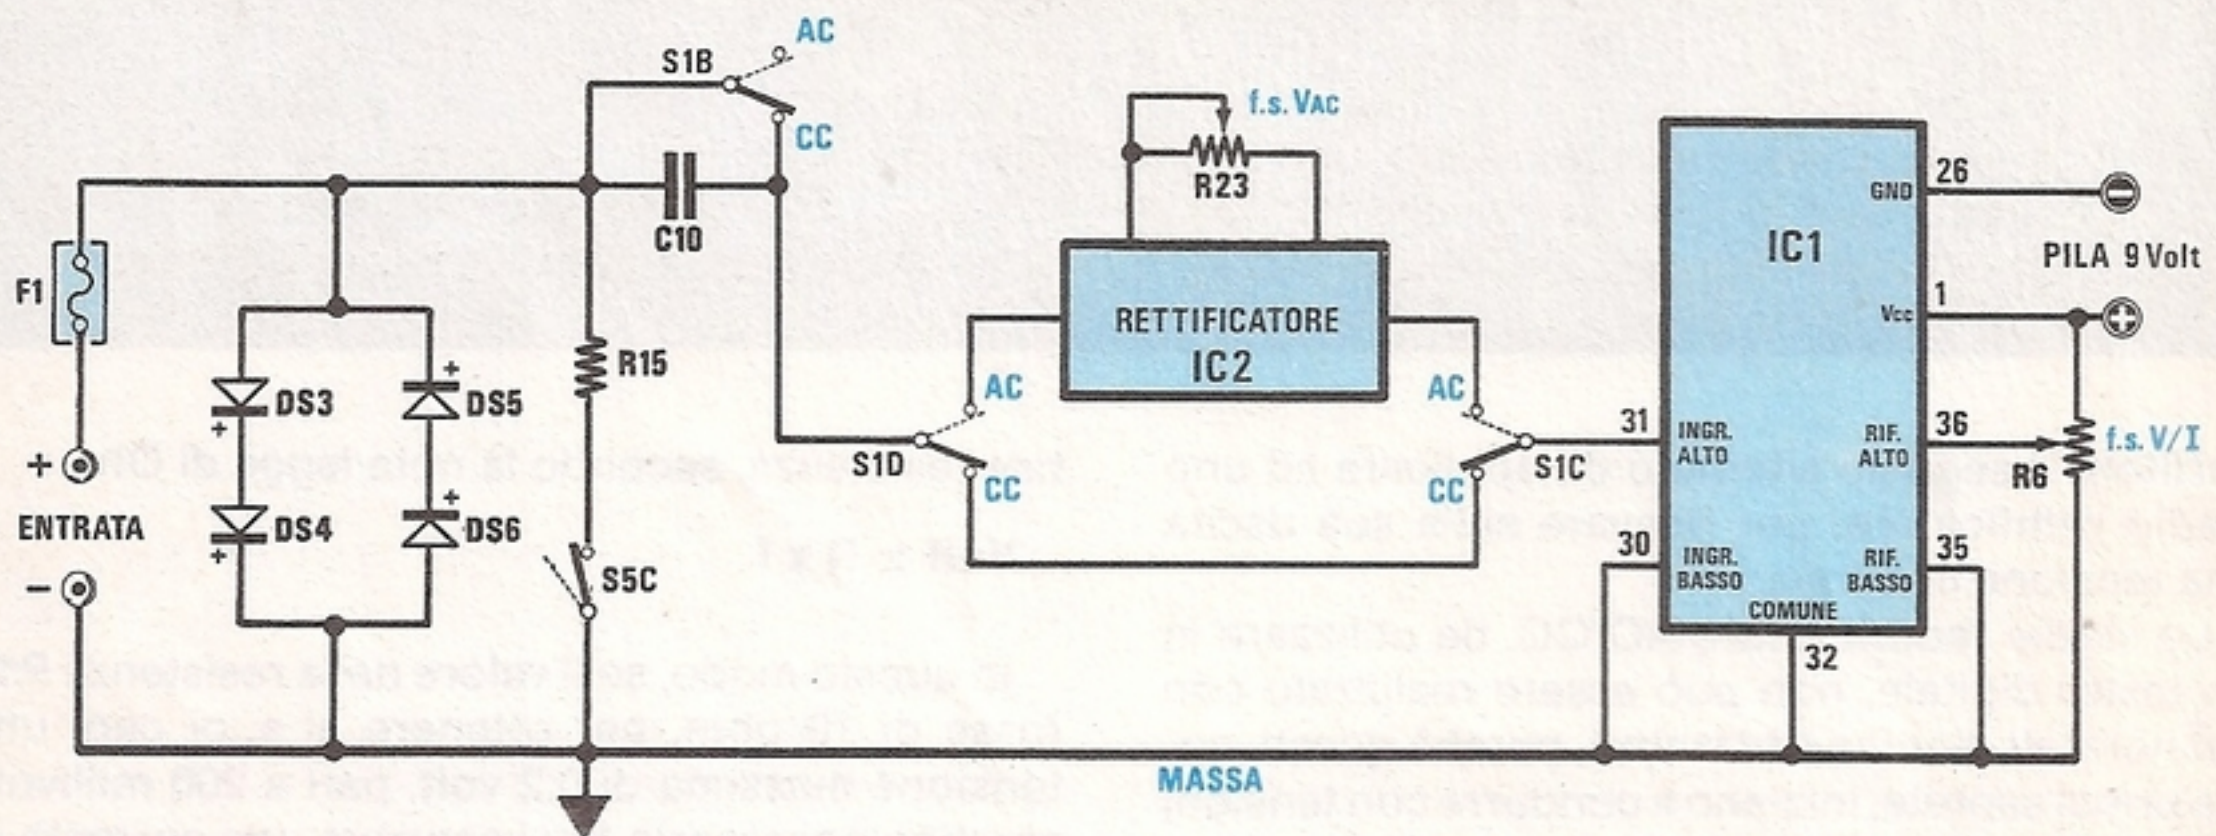 AC
S1B
CC
f.s. VAC
R23
C10
26
GND
IC1
PILA 9 Volt
1
Vcc
F1
RETTIFICATORE
IC2
R15
DS3
DS5
AC
AC
+
+
+
ENTRATA
-
DS4
DS6
+
+
S1D
CC
S1C
CC
31
INGR.
ALTO
RIF.
ALTO
36
f.s. V/I
R6
S5C
30
INGR.
BASSO
RIF.
BASSO
35
COMUNE
32
MASSA